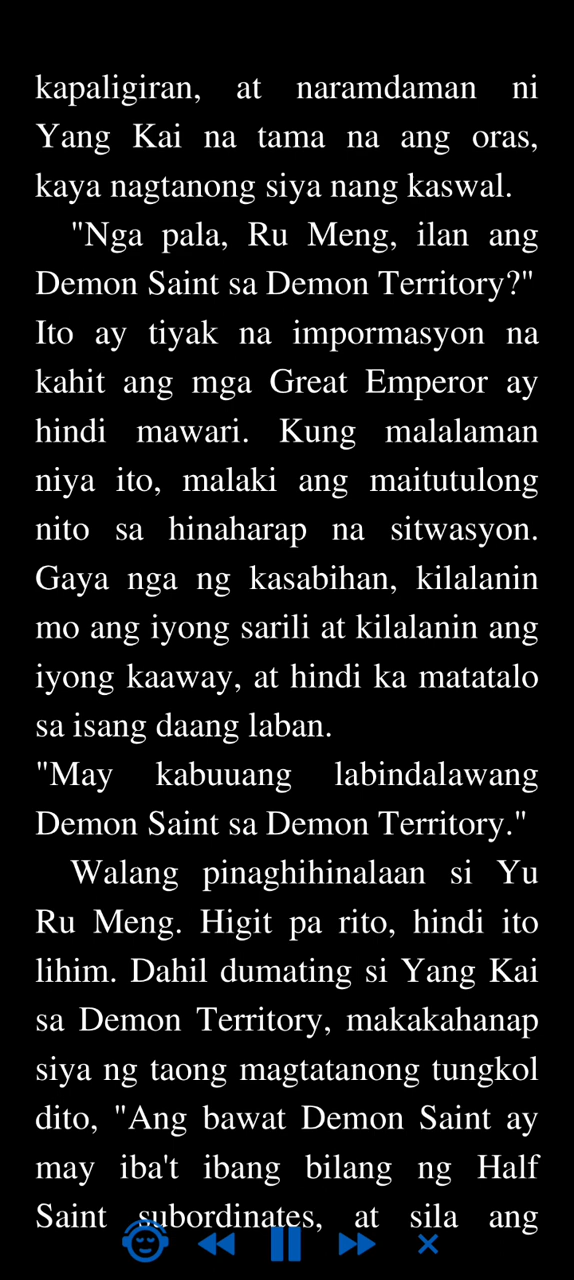 kapaligiran, at naramdaman ni
Yang Kai na tama na ang oras,
kaya nagtanong siya nang kaswal.
"Nga pala, Ru Meng, ilan ang
Demon Saint sa Demon Territory?"
Ito ay tiyak na impormasyon na
kahit ang mga Great Emperor ay
hindi mawari. Kung malalaman
niya ito, malaki ang maitutulong
nito sa hinaharap na sitwasyon.
Gaya nga ng kasabihan, kilalanin
mo ang iyong sarili at kilalanin ang
iyong kaaway, at hindi ka matatalo
sa isang daang laban.
"May kabuuang labindalawang
Demon Saint sa Demon Territory."
Walang pinaghihinalaan si Yu
Ru Meng. Higit pa rito, hindi ito
lihim. Dahil dumating si Yang Kai
sa Demon Territory, makakahanap
siya ng taong magtatanong tungkol
dito, "Ang bawat Demon Saint ay
may iba't ibang bilang ng Half
Saint subordinates, at sila ang